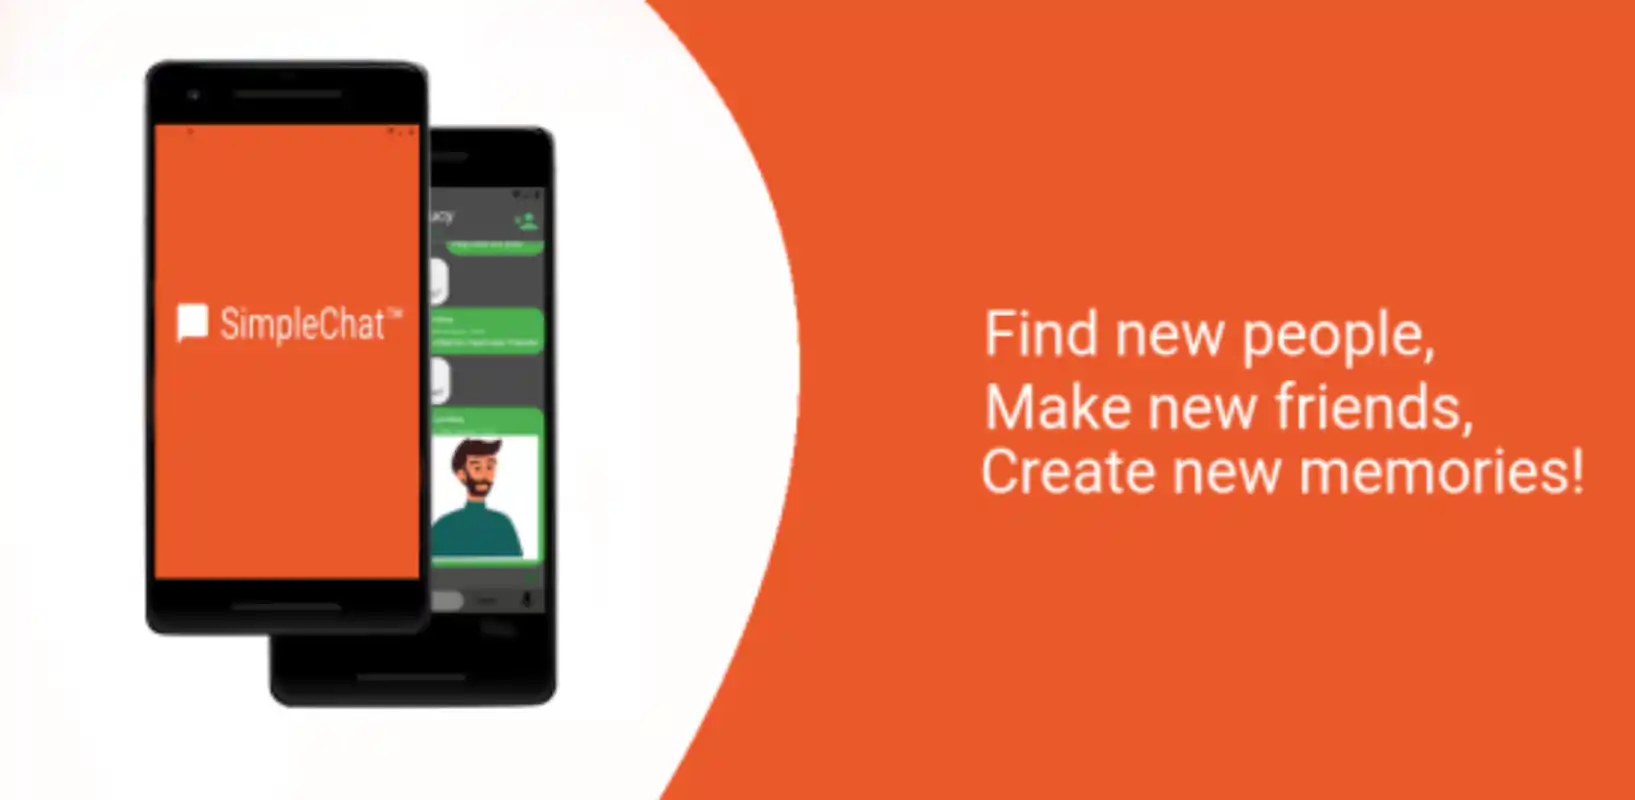 SimpleChat™
Find new people,
Make new friends,
Create new memories!